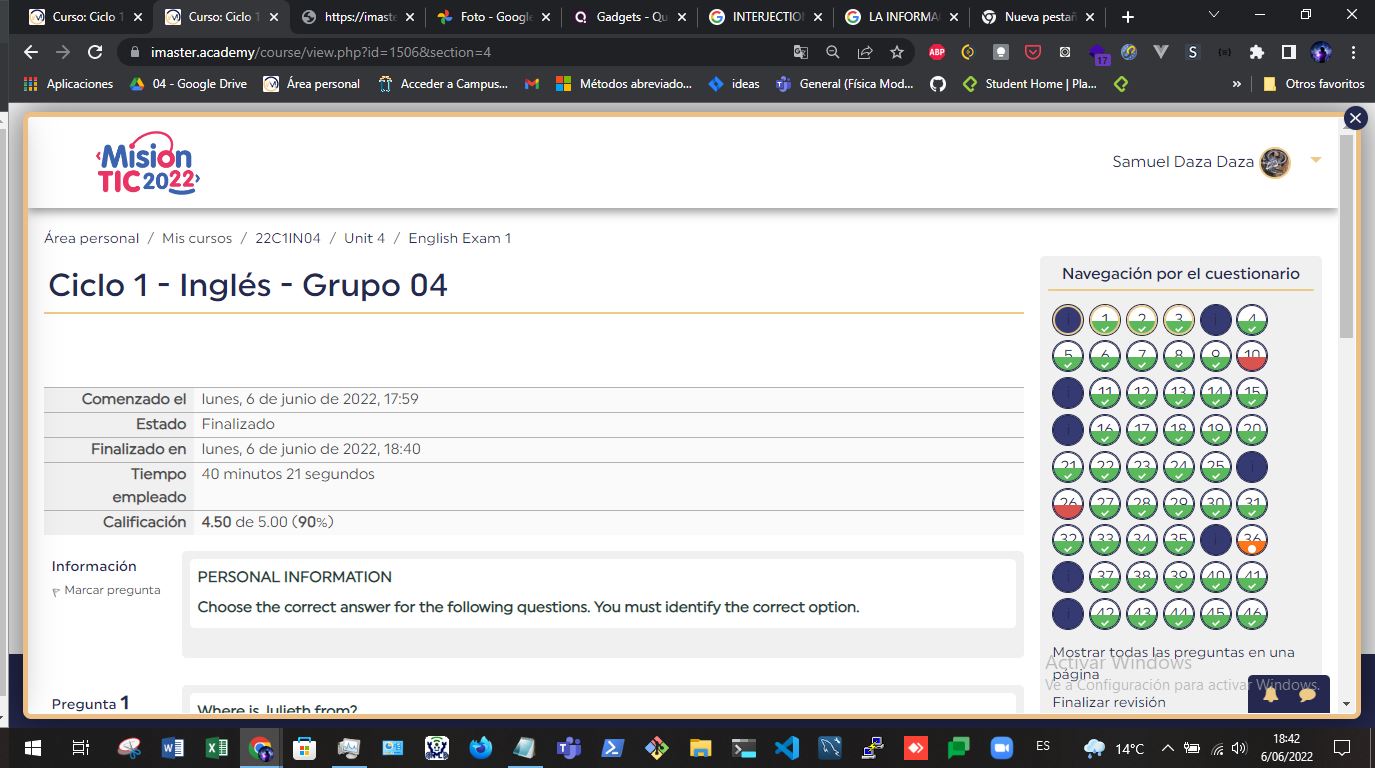 Curso: Ciclo 1
Curso: Ciclo 1
https://imaste
Foto - Google
Gadgets - Qu
INTERJECTION
LA INFORMA
Nueva pestañ
imaster.academy/course/view.php?id=1506&section=4
ABP
17
S
Aplicaciones
04 - Google Drive
Área personal
Acceder a Campus...
Métodos abreviado...
ideas
General (Física Mod...
Student Home | Pla...
»
Otros favoritos
Misión
TIC 2022
Samuel Daza Daza
Área personal / Mis cursos / 22C1IN04 / Unit 4 / English Exam 1
Ciclo 1 - Inglés - Grupo 04
Comenzado el lunes, 6 de junio de 2022, 17:59
Estado Finalizado
Finalizado en lunes, 6 de junio de 2022, 18:40
Tiempo empleado 40 minutos 21 segundos
Calificación 4.50 de 5.00 (90%)
Información
Marcar pregunta
PERSONAL INFORMATION
Choose the correct answer for the following questions. You must identify the correct option.
Pregunta 1
Where is Julieth from?
Navegación por el cuestionario
i 1 2 3 i 4
5 6 7 8 9 10
i 11 12 13 14 15
i 16 17 18 19 20
21 22 23 24 25 i
26 27 28 29 30 31
32 33 34 35 i 36
i 37 38 39 40 41
i 42 43 44 45 46
Mostrar todas las preguntas en una
página
Finalizar revisión
Activar Windows
Ve a Configuración para activar Windows.
ES
14°C
18:42
6/06/2022